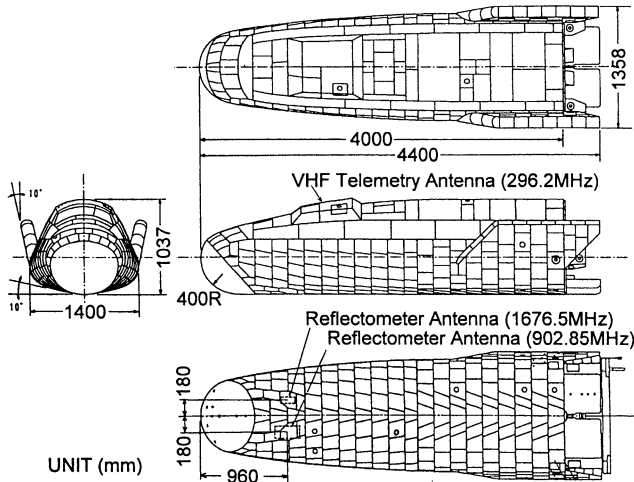 1358
4000
4400
VHF Telemetry Antenna (296.2MHz)
10°
1037
10°
1400
400R
Reflectometer Antenna (1676.5MHz)
Reflectometer Antenna (902.85MHz)
180
180
UNIT (mm)
960